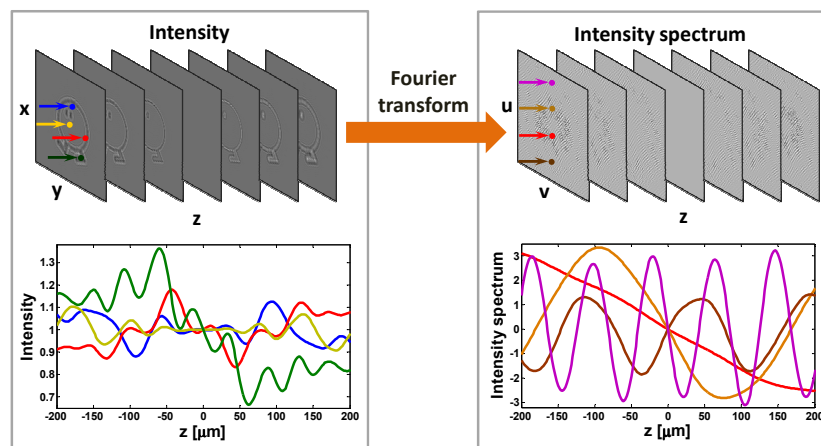 Intensity
x
y
z
Fourier
transform
Intensity spectrum
u
v
z
Intensity
1.3
1.2
1.1
1
0.9
0.8
0.7
-200 -150 -100 -50 0 50 100 150 200
z [μm]
Intensity spectrum
3
2
1
0
-1
-2
-3
-200 -150 -100 -50 0 50 100 150 200
z [μm]